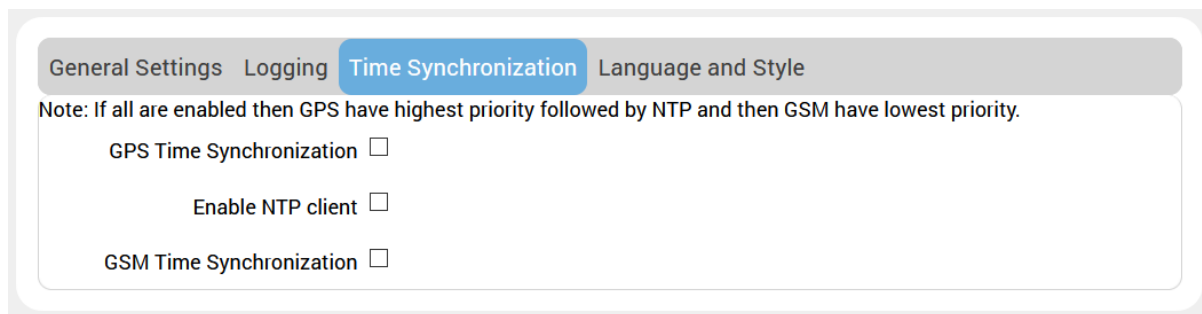 General Settings Logging Time Synchronization Language and Style
Note: If all are enabled then GPS have highest priority followed by NTP and then GSM have lowest priority.
GPS Time Synchronization
Enable NTP client
GSM Time Synchronization